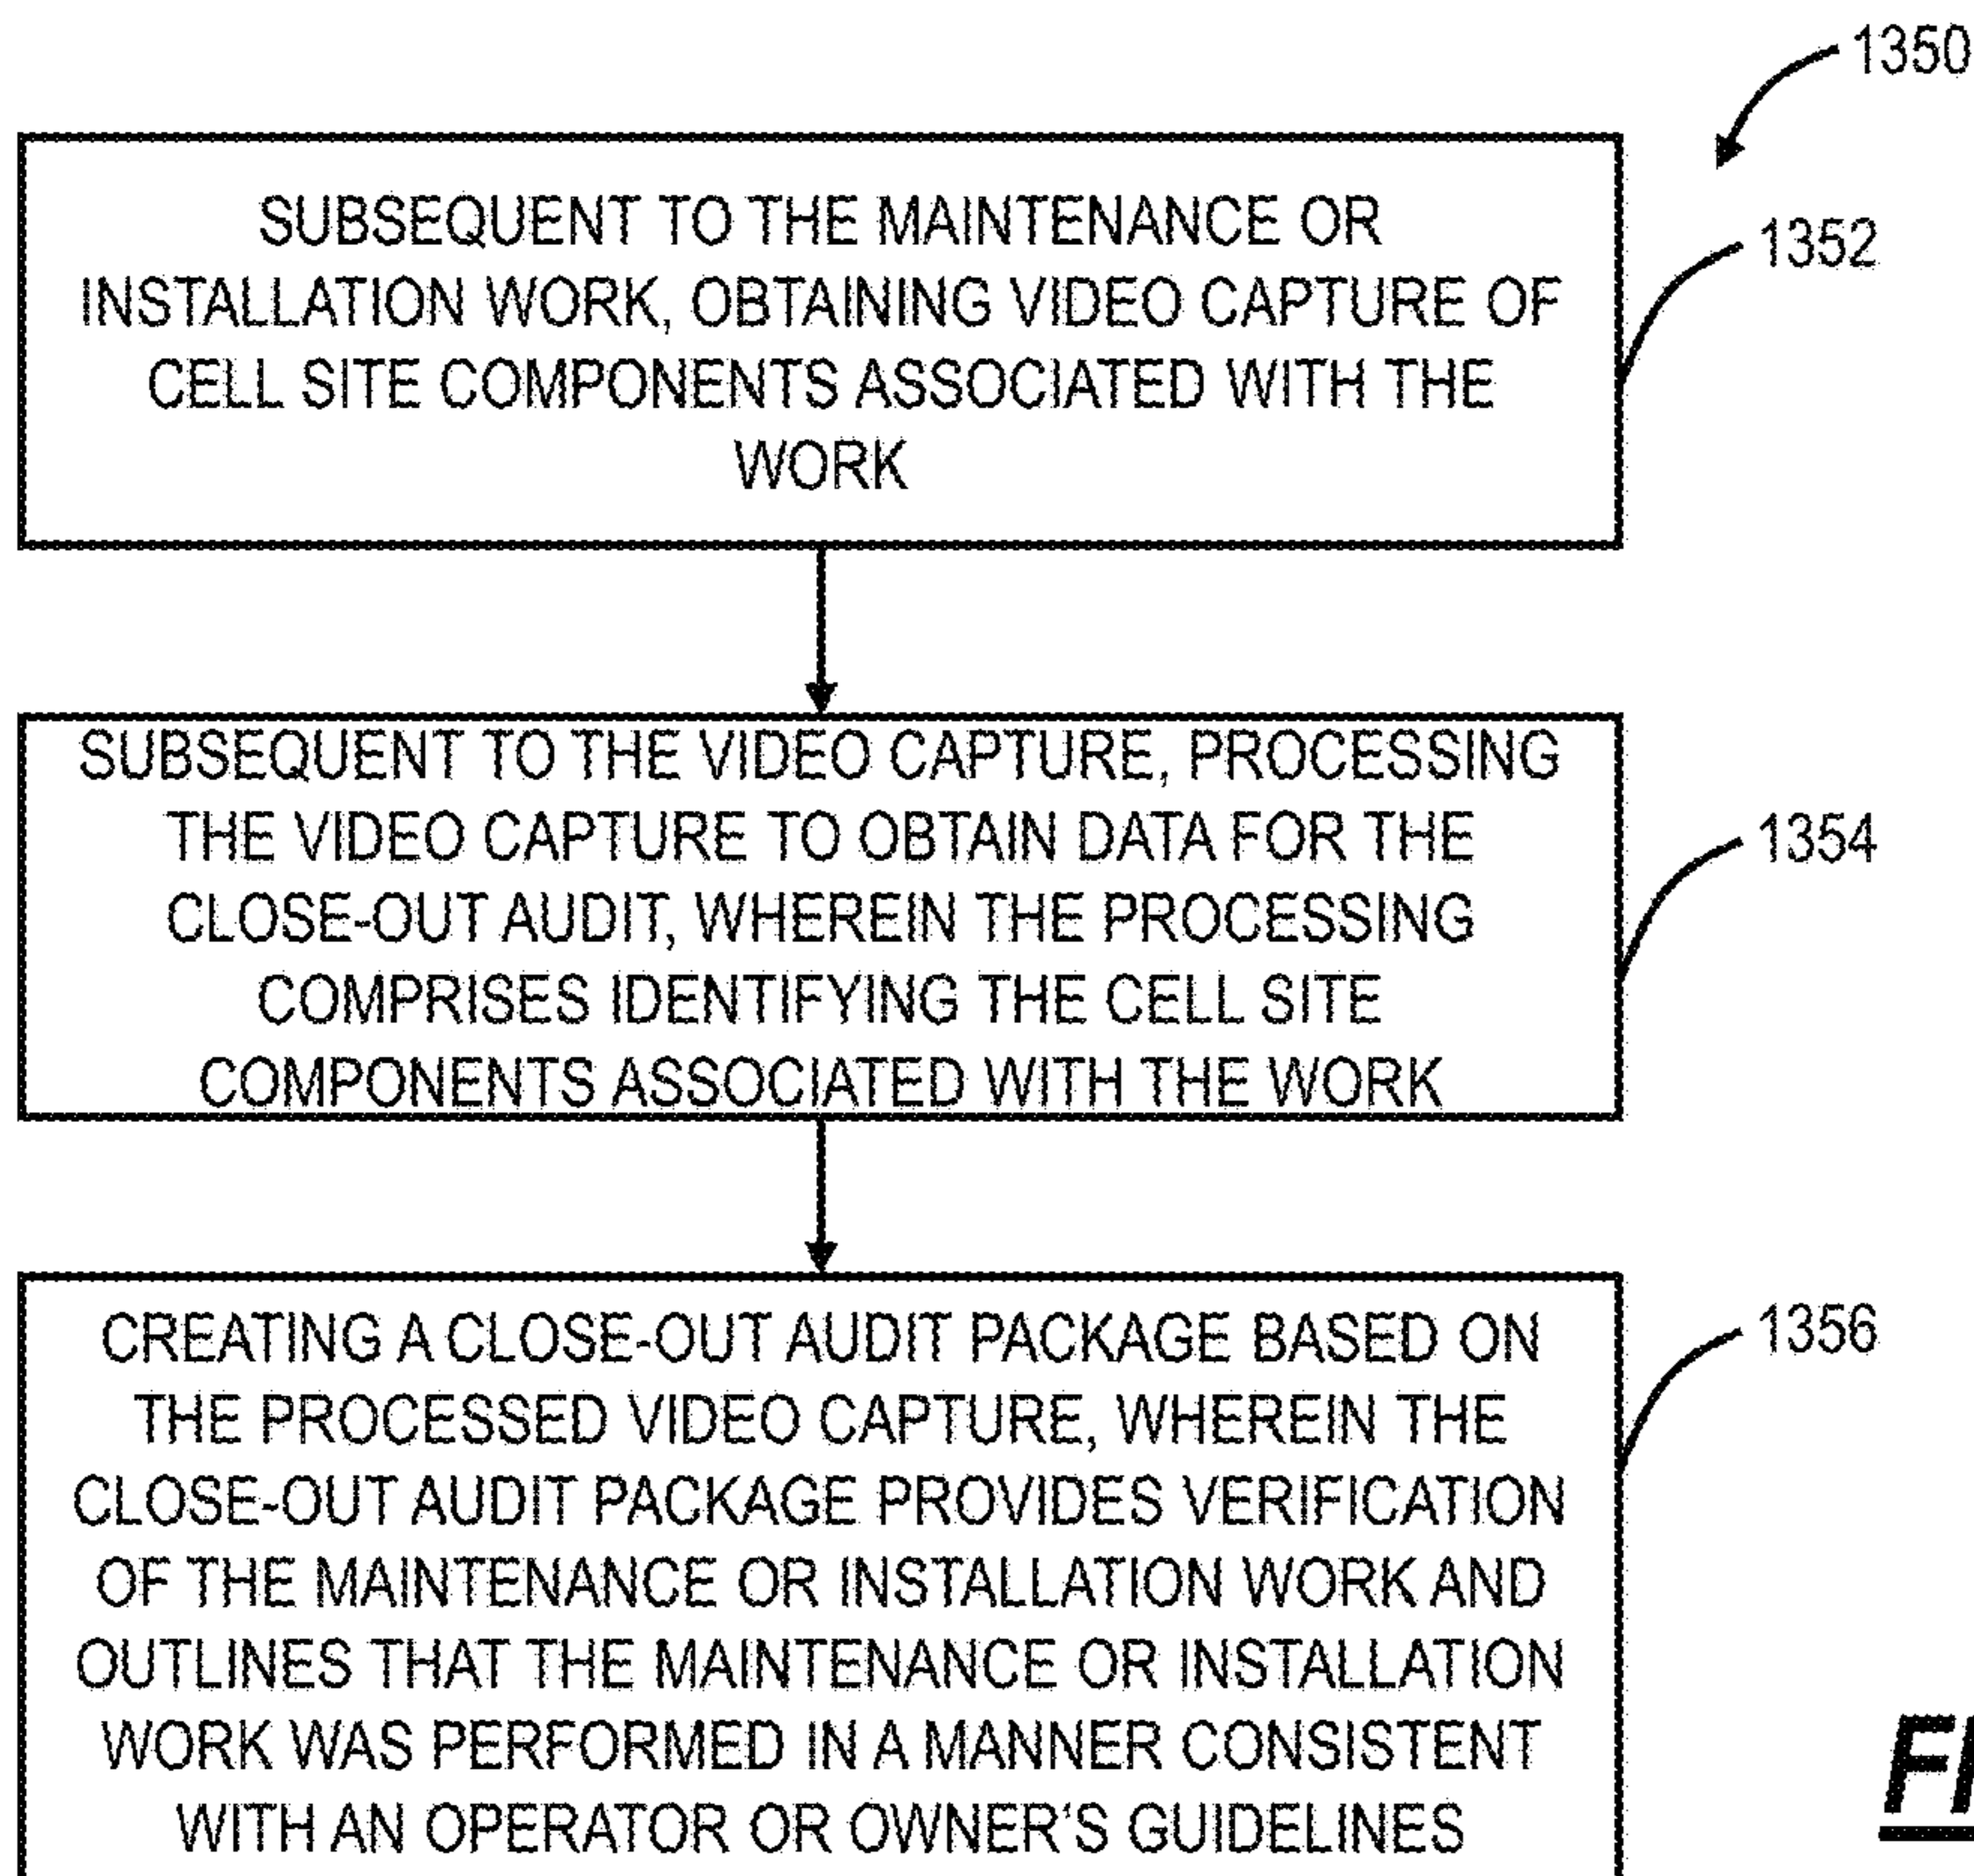 1350
SUBSEQUENT TO THE MAINTENANCE OR
INSTALLATION WORK, OBTAINING VIDEO CAPTURE OF
CELL SITE COMPONENTS ASSOCIATED WITH THE
WORK
1352
SUBSEQUENT TO THE VIDEO CAPTURE, PROCESSING
THE VIDEO CAPTURE TO OBTAIN DATA FOR THE
CLOSE-OUT AUDIT, WHEREIN THE PROCESSING
COMPRISES IDENTIFYING THE CELL SITE
COMPONENTS ASSOCIATED WITH THE WORK
1354
CREATING A CLOSE-OUT AUDIT PACKAGE BASED ON
THE PROCESSED VIDEO CAPTURE, WHEREIN THE
CLOSE-OUT AUDIT PACKAGE PROVIDES VERIFICATION
OF THE MAINTENANCE OR INSTALLATION WORK AND
OUTLINES THAT THE MAINTENANCE OR INSTALLATION
WORK WAS PERFORMED IN A MANNER CONSISTENT
WITH AN OPERATOR OR OWNER'S GUIDELINES
1356